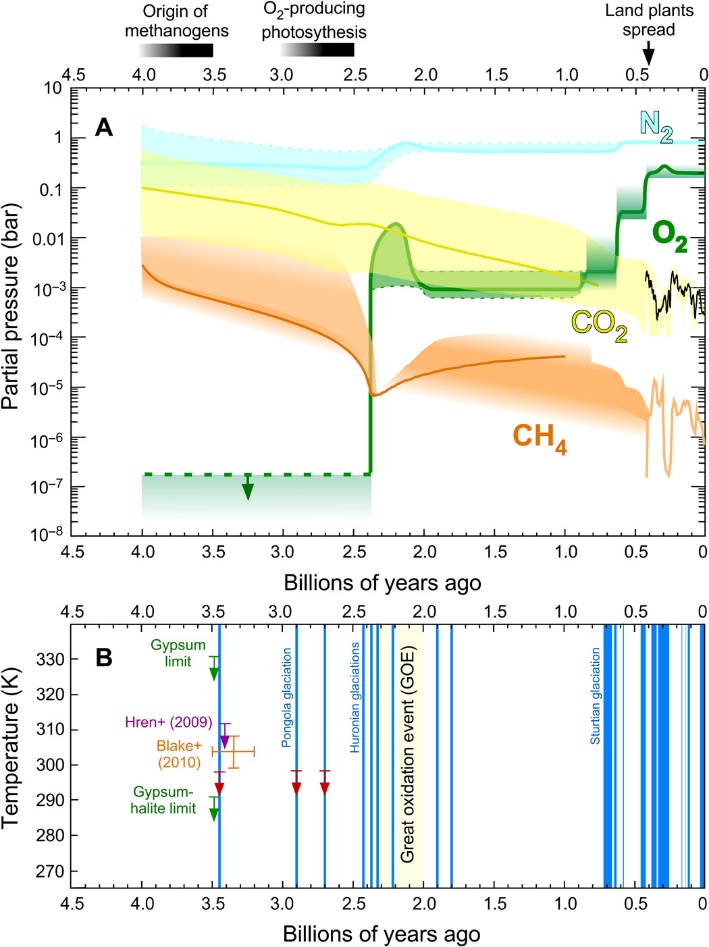 Origin of
methanogens
O₂-producing
photosythesis
Land plants
spread
4.5 4.0 3.5 3.0 2.5 2.0 1.5 1.0 0.5 0
A
10
1
0.1
0.01
10⁻³
10⁻⁴
10⁻⁵
10⁻⁶
10⁻⁷
10⁻⁸
Partial pressure (bar)
N₂
O₂
CO₂
CH₄
4.5 4.0 3.5 3.0 2.5 2.0 1.5 1.0 0.5 0
Billions of years ago
4.5 4.0 3.5 3.0 2.5 2.0 1.5 1.0 0.5 0
B
330
320
310
300
290
280
270
Temperature (K)
Gypsum
limit
Hren+ (2009)
Blake+
(2010)
Gypsum-
halite limit
Pongola glaciation
Huronian glaciations
Great oxidation event (GOE)
Sturtian glaciation
4.5 4.0 3.5 3.0 2.5 2.0 1.5 1.0 0.5 0
Billions of years ago